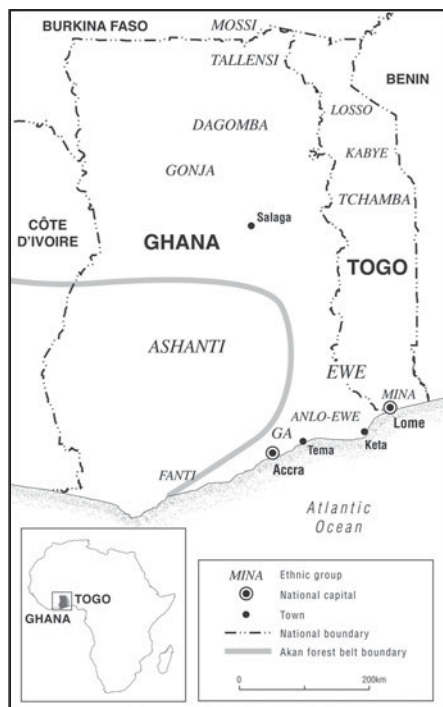 BURKINA FASO
MOSSI
TALLENSI
BENIN
LOSSO
DAGOMBA
KABYE
GONJA
TCHAMBA
Salaga
CÔTE
D'IVOIRE
GHANA
TOGO
ASHANTI
EWE
MINA
ANLO-EWE
Lome
GA
Keta
Tema
FANTI
Accra
Atlantic
Ocean
TOGO
GHANA
MINA Ethnic group
National capital
Town
National boundary
Akan forest belt boundary
0 200km